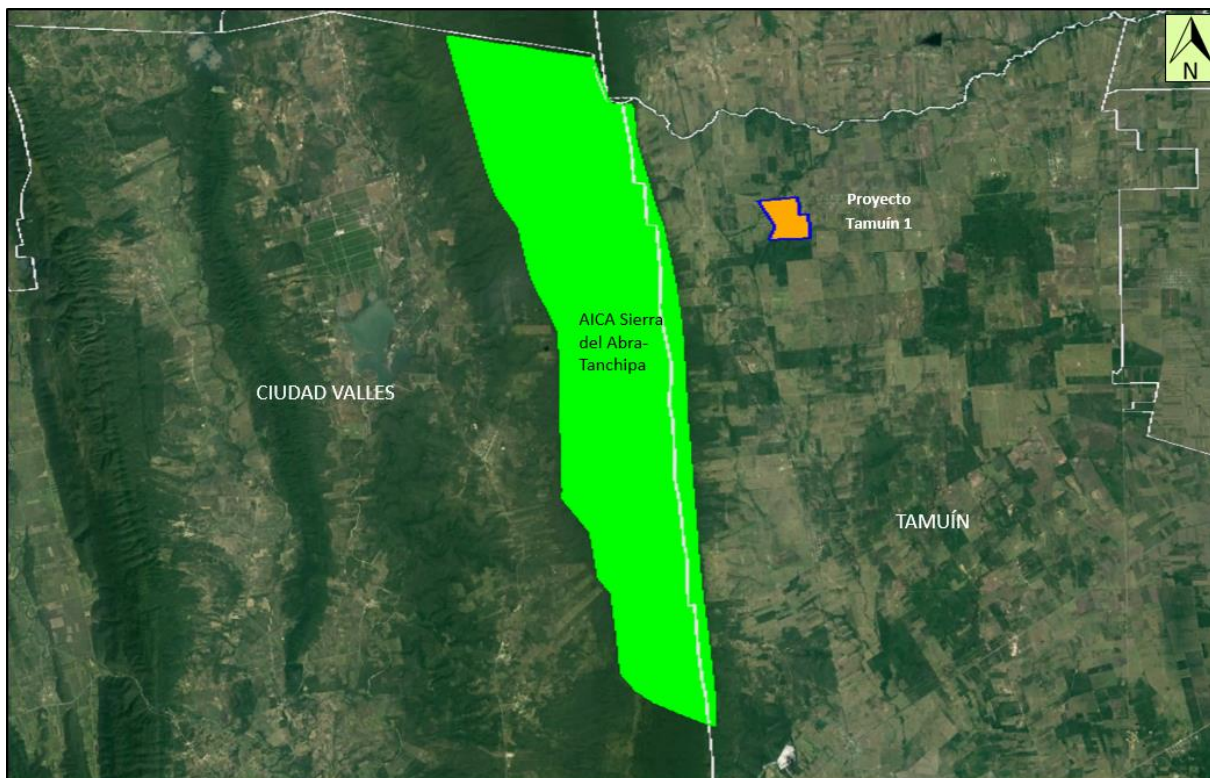 N
Proyecto
Tamuín 1
AICA Sierra
del Abra-
Tanchipa
CIUDAD VALLES
TAMUÍN